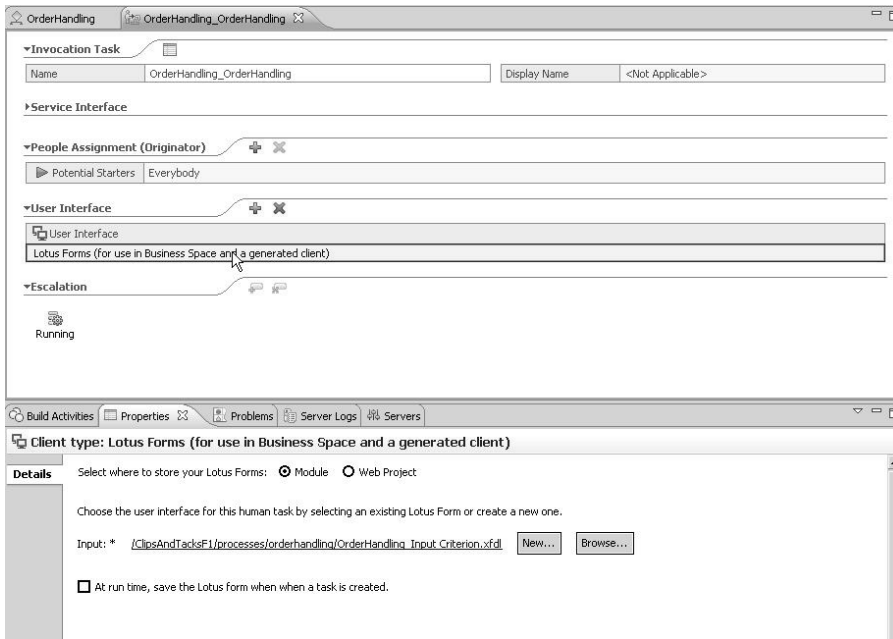 OrderHandling OrderHandling_OrderHandling
Invocation Task
Name OrderHandling_OrderHandling Display Name <Not Applicable>
Service Interface
People Assignment (Originator)
Potential Starters Everybody
User Interface
User Interface
Lotus Forms (for use in Business Space and a generated client)
Escalation
Running
Build Activities Properties Problems Server Logs Servers
Client type: Lotus Forms (for use in Business Space and a generated client)
Details Select where to store your Lotus Forms: Module Web Project
Choose the user interface for this human task by selecting an existing Lotus Form or create a new one.
Input: * /ClipsAndTacksF1/processes/orderhandling/OrderHandling_Input Criterion.xfdl New... Browse...
At run time, save the Lotus form when when a task is created.